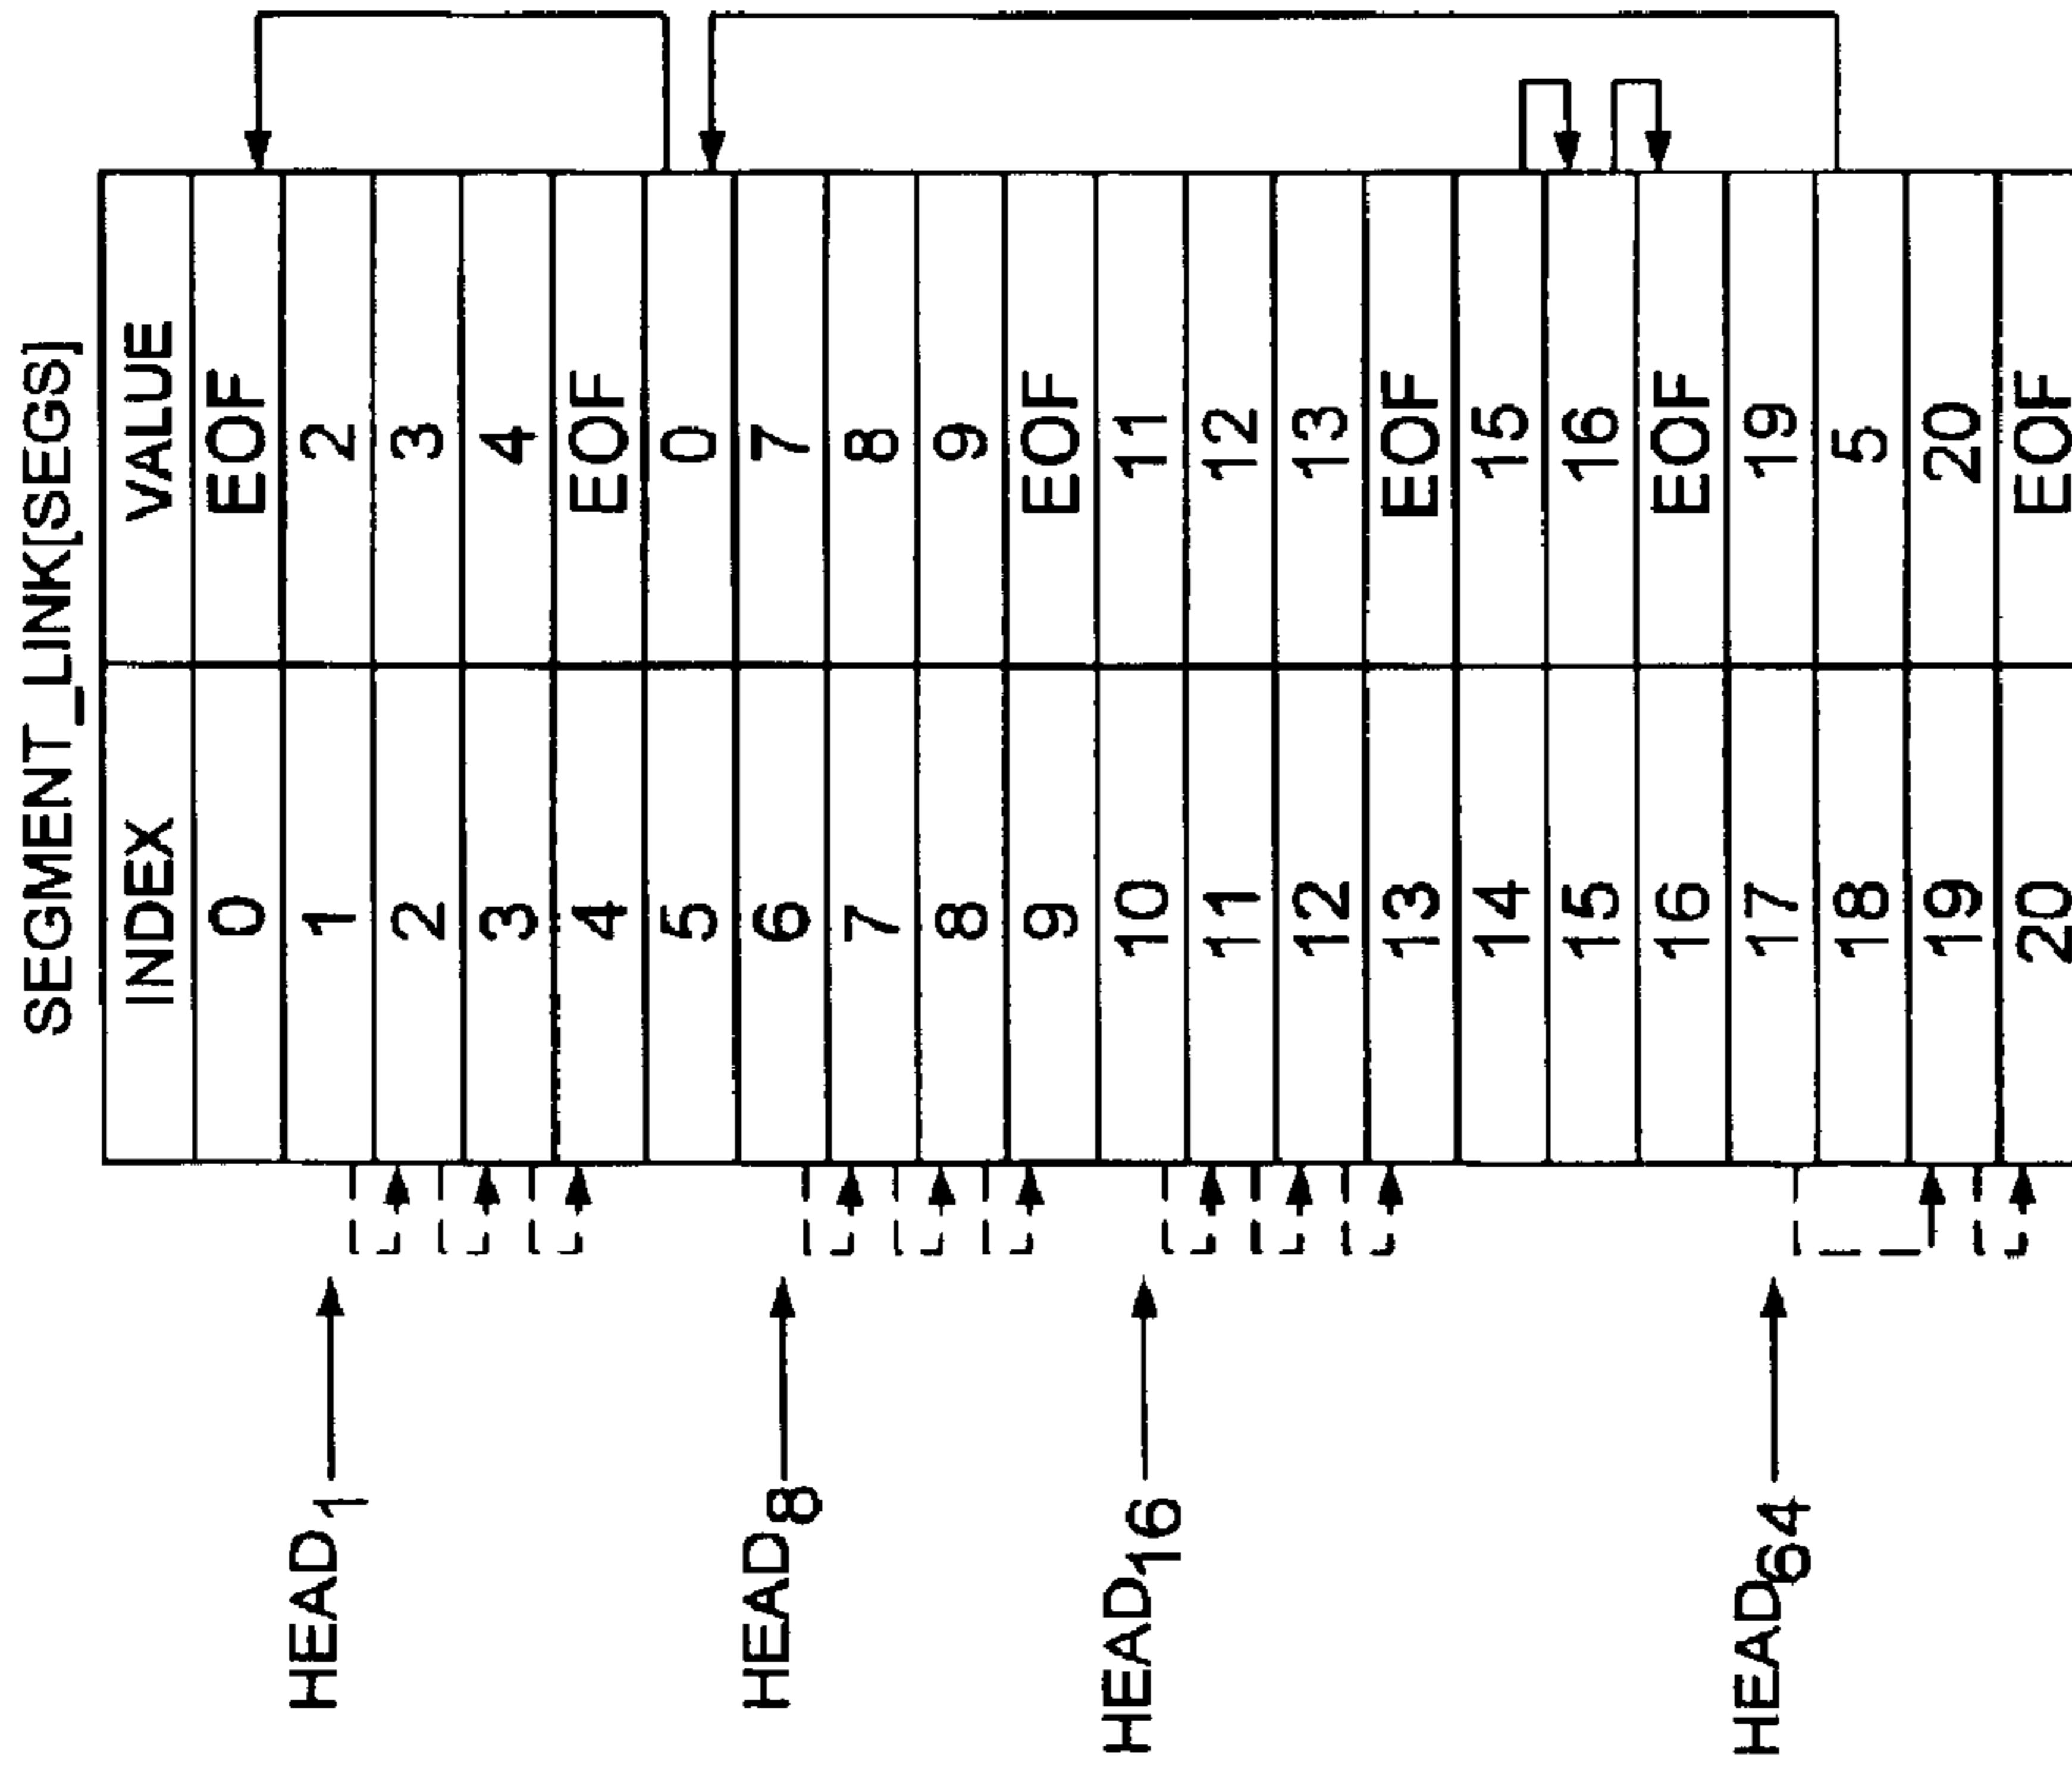 SEGMENT_LINK[SEGS]
INDEX VALUE
0 EOF
HEAD1 1 2
2 3
3 4
4 EOF
5 0
HEAD8 6 7
7 8
8 9
9 EOF
HEAD16 10 11
11 12
12 13
13 EOF
14 15
15 16
16 EOF
HEAD64 17 19
18 5
19 20
20 EOF